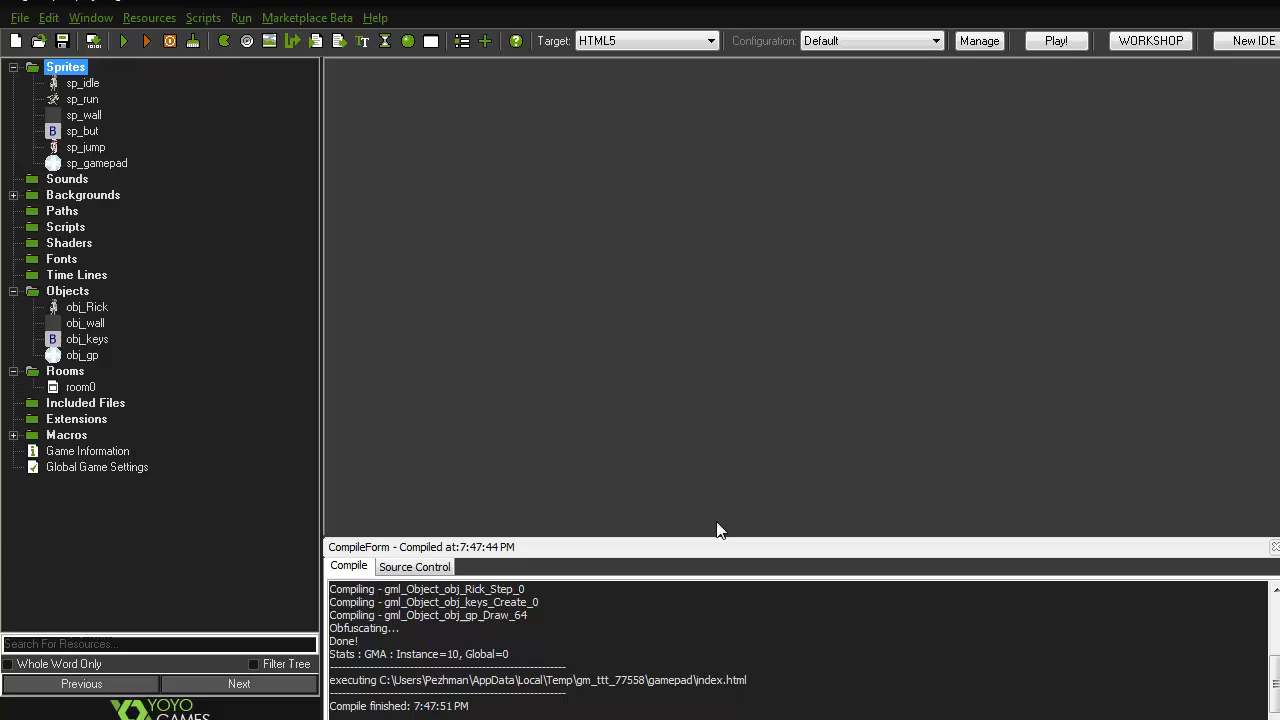 File Edit Window Resources Scripts Run Marketplace Beta Help
Target: HTML5 Configuration: Default Manage Play! WORKSHOP New IDE
Sprites
sp_idle
sp_run
sp_wall
B sp_but
sp_jump
sp_gamepad
Sounds
Backgrounds
Paths
Scripts
Shaders
Fonts
Time Lines
Objects
obj_Rick
obj_wall
B obj_keys
obj_gp
Rooms
room0
Included Files
Extensions
Macros
Game Information
Global Game Settings
Search For Resources...
Whole Word Only Filter Tree
Previous Next
YOYO
GAMES
CompileForm - Compiled at:7:47:44 PM
Compile Source Control
Compiling - gml_Object_obj_Rick_Step_0
Compiling - gml_Object_obj_keys_Create_0
Compiling - gml_Object_obj_gp_Draw_64
Obfuscating...
Done!
Stats : GMA : Instance=10, Global=0
executing C:\Users\Pezhman\AppData\Local\Temp\gm_ttt_77558\gamepad\index.html
Compile finished: 7:47:51 PM